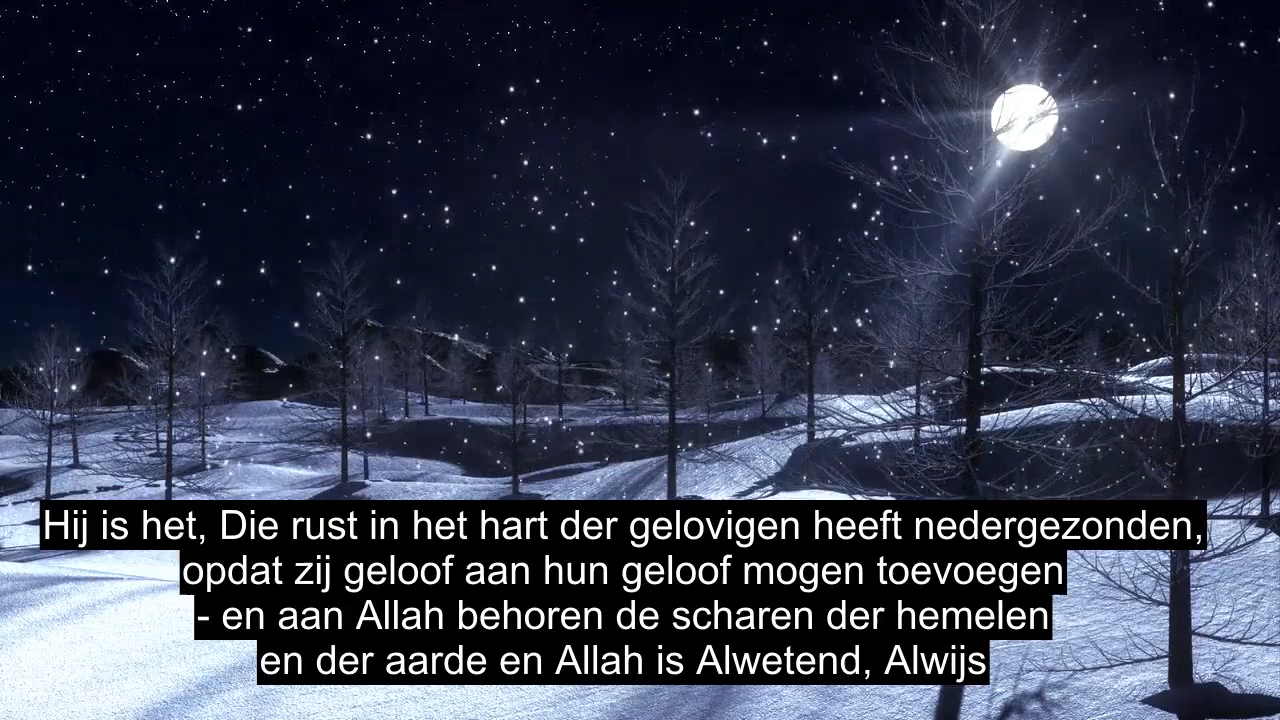 Hij is het, Die rust in het hart der gelovigen heeft nedergezonden,
opdat zij geloof aan hun geloof mogen toevoegen
- en aan Allah behoren de scharen der hemelen
en der aarde en Allah is Alwetend, Alwijs